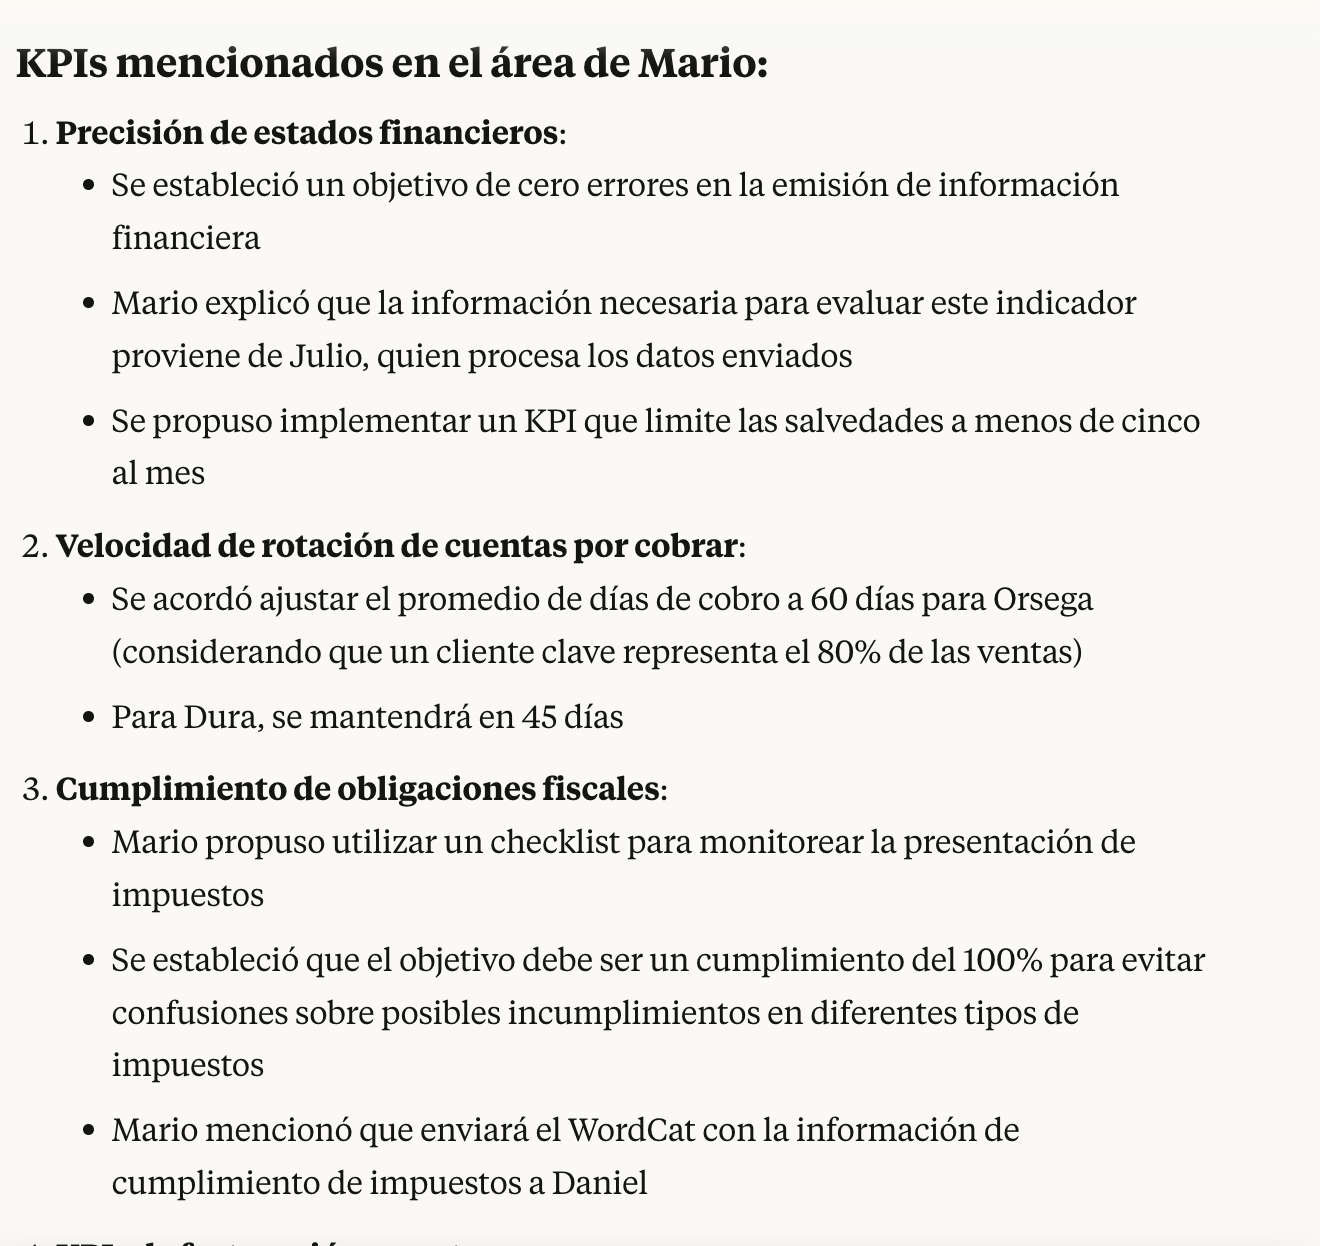 KPIs mencionados en el área de Mario:
1. Precisión de estados financieros:
• Se estableció un objetivo de cero errores en la emisión de información
financiera
• Mario explicó que la información necesaria para evaluar este indicador
proviene de Julio, quien procesa los datos enviados
• Se propuso implementar un KPI que limite las salvedades a menos de cinco
al mes
2. Velocidad de rotación de cuentas por cobrar:
• Se acordó ajustar el promedio de días de cobro a 60 días para Orsega
(considerando que un cliente clave representa el 80% de las ventas)
• Para Dura, se mantendrá en 45 días
3. Cumplimiento de obligaciones fiscales:
• Mario propuso utilizar un checklist para monitorear la presentación de
impuestos
• Se estableció que el objetivo debe ser un cumplimiento del 100% para evitar
confusiones sobre posibles incumplimientos en diferentes tipos de
impuestos
• Mario mencionó que enviará el WordCat con la información de
cumplimiento de impuestos a Daniel